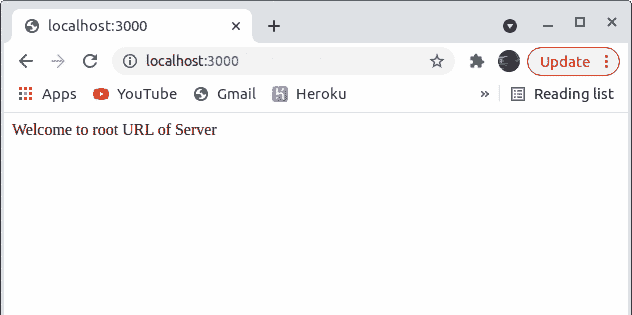 localhost:3000
localhost:3000 Update
Apps YouTube Gmail Heroku » Reading list
Welcome to root URL of Server